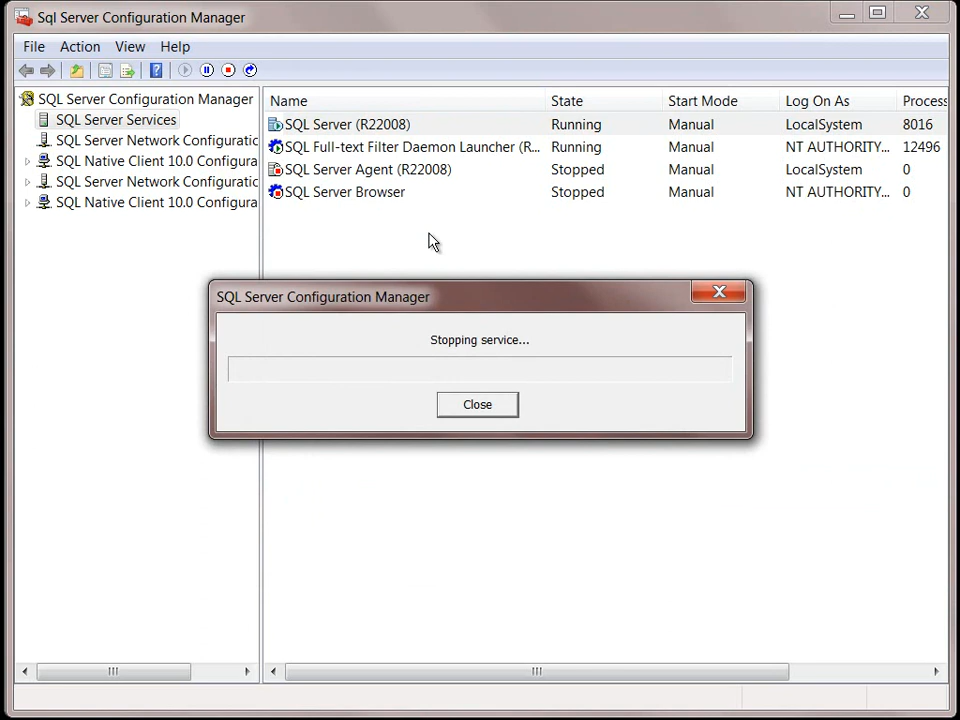 Sql Server Configuration Manager
File Action View Help
SQL Server Configuration Manager
SQL Server Services
SQL Server Network Configuratic
SQL Native Client 10.0 Configura
SQL Server Network Configuratic
SQL Native Client 10.0 Configura
Name State Start Mode Log On As Process
SQL Server (R22008) Running Manual LocalSystem 8016
SQL Full-text Filter Daemon Launcher (R... Running Manual NT AUTHORITY... 12496
SQL Server Agent (R22008) Stopped Manual LocalSystem 0
SQL Server Browser Stopped Manual NT AUTHORITY... 0
SQL Server Configuration Manager
Stopping service...
Close